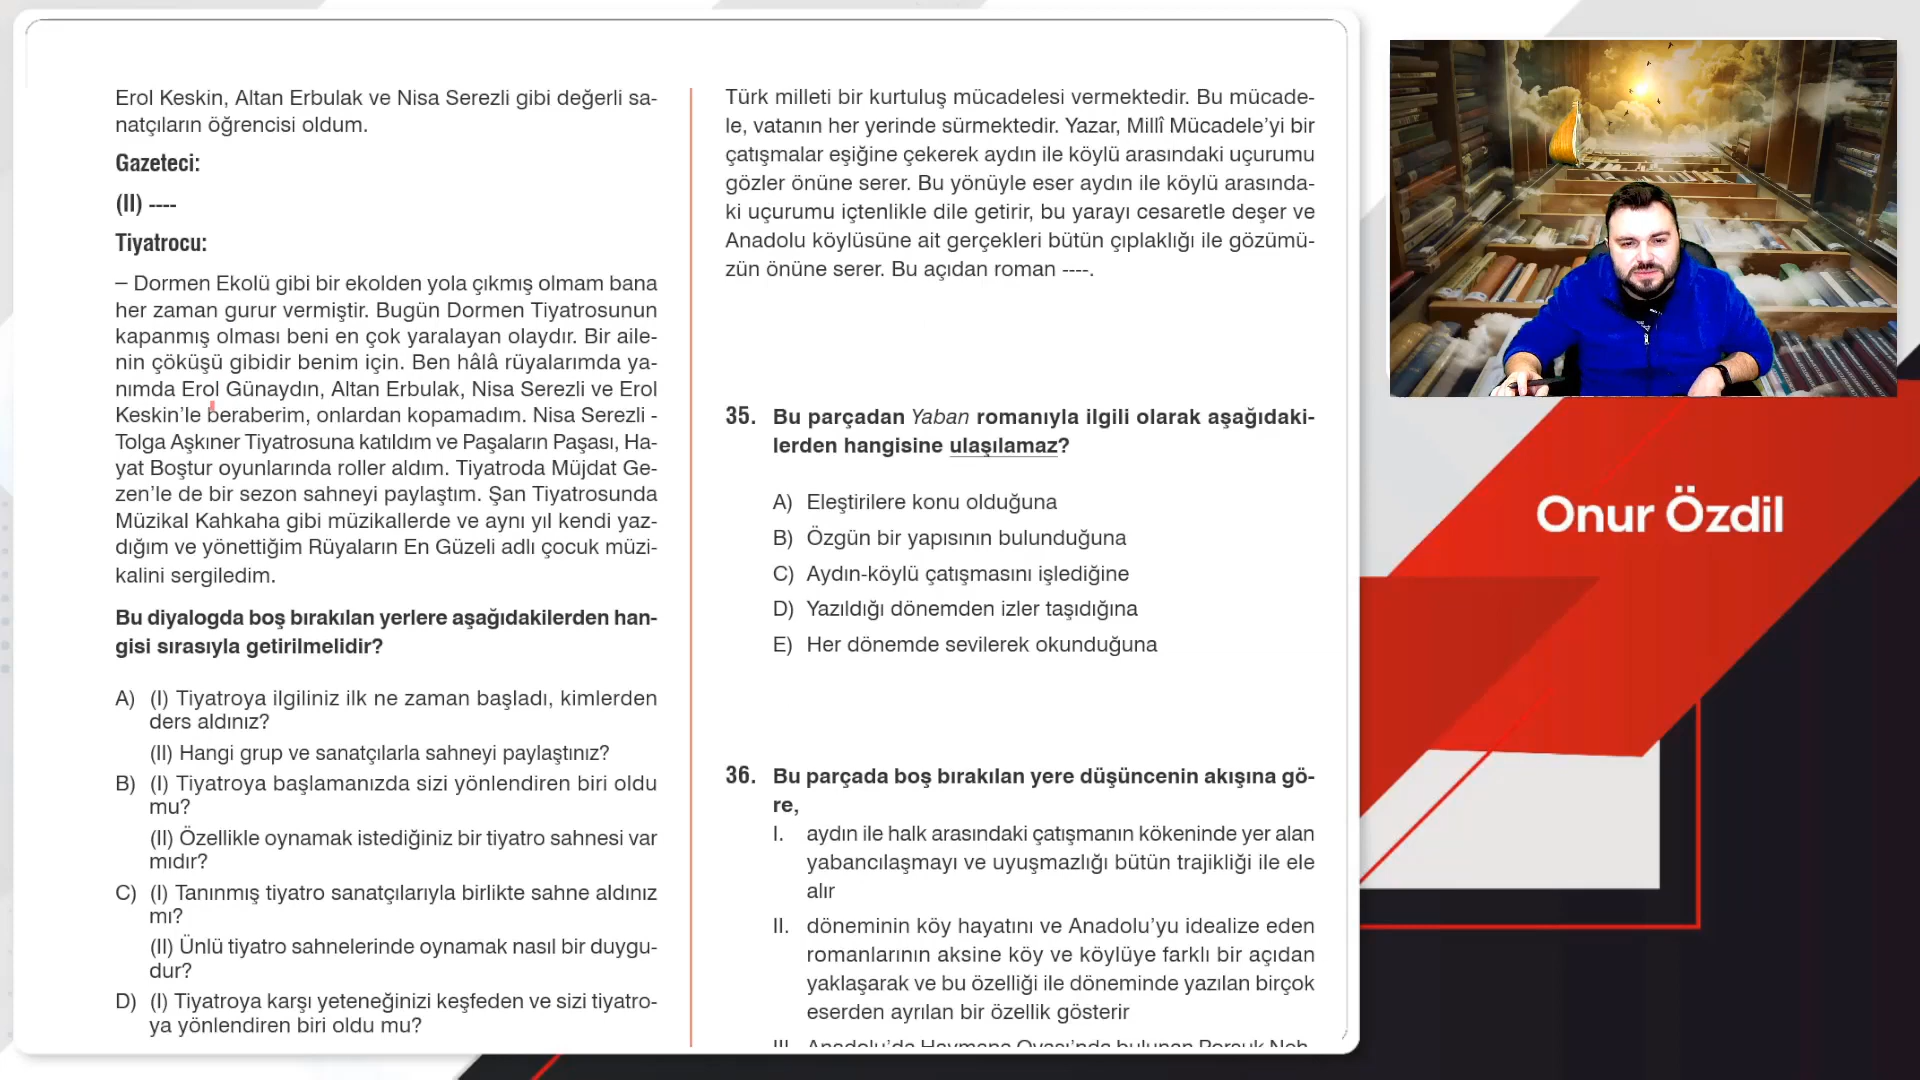 Erol Keskin, Altan Erbulak ve Nisa Serezli gibi değerli sa-
natçıların öğrencisi oldum.
Gazeteci:
(II) ----
Tiyatrocu:
– Dormen Ekolü gibi bir ekolden yola çıkmış olmam bana
her zaman gurur vermiştir. Bugün Dormen Tiyatrosunun
kapanmış olması beni en çok yaralayan olaydır. Bir aile-
nin çöküşü gibidir benim için. Ben hâlâ rüyalarımda ya-
nımda Erol Günaydın, Altan Erbulak, Nisa Serezli ve Erol
Keskin’le beraberim, onlardan kopamadım. Nisa Serezli -
Tolga Aşkıner Tiyatrosuna katıldım ve Paşaların Paşası, Ha-
yat Boştur oyunlarında roller aldım. Tiyatroda Müjdat Ge-
zen’le de bir sezon sahneyi paylaştım. Şan Tiyatrosunda
Müzikal Kahkaha gibi müzikallerde ve aynı yıl kendi yaz-
dığım ve yönettiğim Rüyaların En Güzeli adlı çocuk müzi-
kalini sergiledim.
Bu diyalogda boş bırakılan yerlere aşağıdakilerden han-
gisi sırasıyla getirilmelidir?
A) (I) Tiyatroya ilgiliniz ilk ne zaman başladı, kimlerden
ders aldınız?
(II) Hangi grup ve sanatçılarla sahneyi paylaştınız?
B) (I) Tiyatroya başlamanızda sizi yönlendiren biri oldu
mu?
(II) Özellikle oynamak istediğiniz bir tiyatro sahnesi var
mıdır?
C) (I) Tanınmış tiyatro sanatçılarıyla birlikte sahne aldınız
mı?
(II) Ünlü tiyatro sahnelerinde oynamak nasıl bir duygu-
dur?
D) (I) Tiyatroya karşı yeteneğinizi keşfeden ve sizi tiyatro-
ya yönlendiren biri oldu mu?
Türk milleti bir kurtuluş mücadelesi vermektedir. Bu mücade-
le, vatanın her yerinde sürmektedir. Yazar, Millî Mücadele’yi bir
çatışmalar eşiğine çekerek aydın ile köylü arasındaki uçurumu
gözler önüne serer. Bu yönüyle eser aydın ile köylü arasında-
ki uçurumu içtenlikle dile getirir, bu yarayı cesaretle deşer ve
Anadolu köylüsüne ait gerçekleri bütün çıplaklığı ile gözümü-
zün önüne serer. Bu açıdan roman ----.
35. Bu parçadan Yaban romanıyla ilgili olarak aşağıdaki-
lerden hangisine ulaşılamaz?
A) Eleştirilere konu olduğuna
B) Özgün bir yapısının bulunduğuna
C) Aydın-köylü çatışmasını işlediğine
D) Yazıldığı dönemden izler taşıdığına
E) Her dönemde sevilerek okunduğuna
36. Bu parçada boş bırakılan yere düşüncenin akışına gö-
re,
I. aydın ile halk arasındaki çatışmanın kökeninde yer alan
yabancılaşmayı ve uyuşmazlığı bütün trajikliği ile ele
alır
II. döneminin köy hayatını ve Anadolu’yu idealize eden
romanlarının aksine köy ve köylüye farklı bir açıdan
yaklaşarak ve bu özelliği ile döneminde yazılan birçok
eserden ayrılan bir özellik gösterir
III. Anadolu’da Haymana Ovası’nda bulunan Porsuk Neh-
Onur Özdil